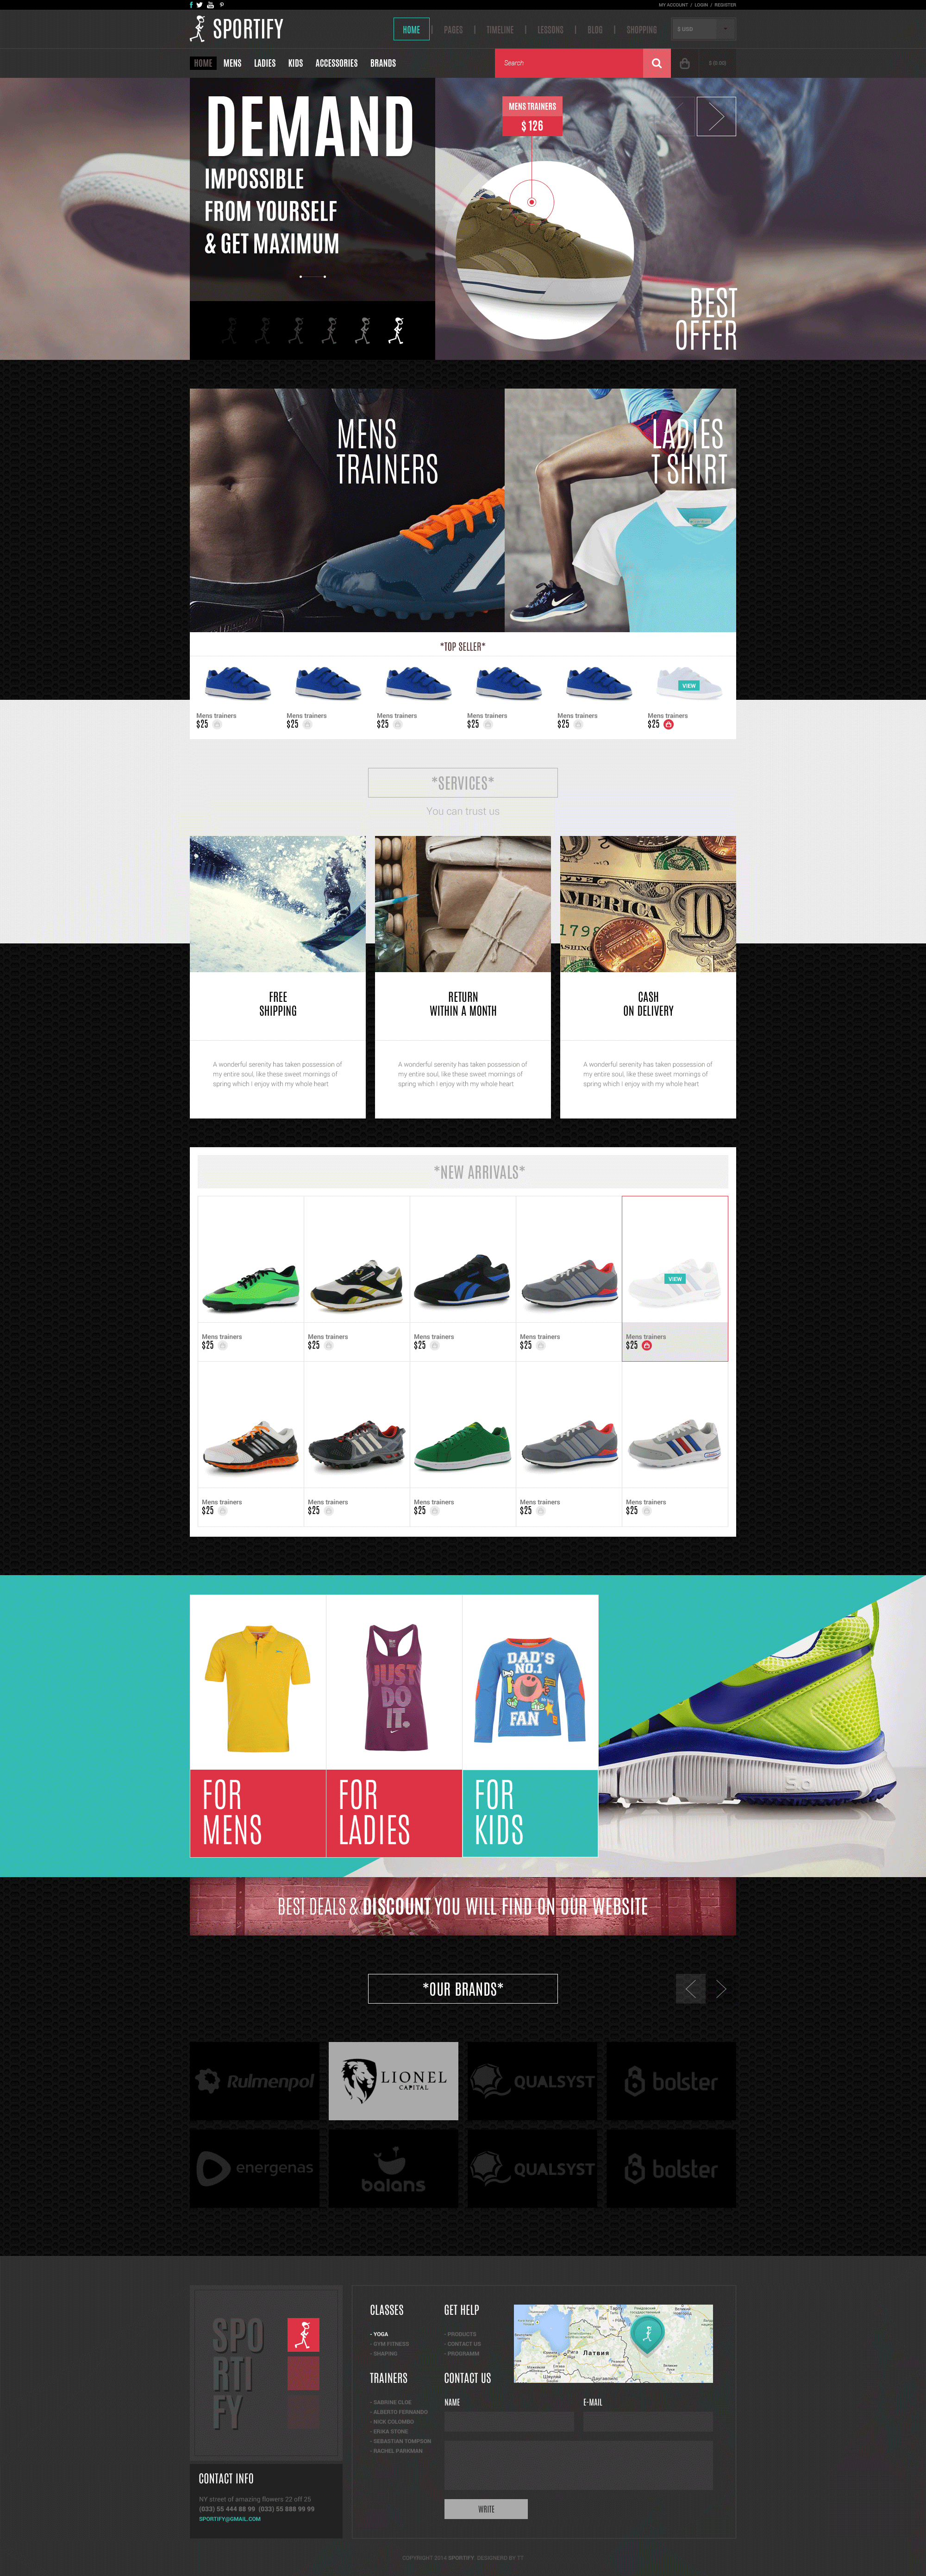 MY ACCOUNT / LOGIN / REGISTER
SPORTIFY
HOME | PAGES | TIMELINE | LESSONS | BLOG | SHOPPING
$ USD
HOME MENS LADIES KIDS ACCESSORIES BRANDS
Search
DEMAND
IMPOSSIBLE
FROM YOURSELF
& GET MAXIMUM
MENS TRAINERS
$ 126
BEST
OFFER
MENS
TRAINERS
LADIES
T SHIRT
*TOP SELLER*
VIEW
Mens trainers Mens trainers Mens trainers Mens trainers Mens trainers Mens trainers
$25 $25 $25 $25 $25 $25
*SERVICES*
You can trust us
AMERICA
10
FREE
SHIPPING
RETURN
WITHIN A MONTH
CASH
ON DELIVERY
A wonderful serenity has taken possession of
my entire soul, like these sweet mornings of
spring which I enjoy with my whole heart
A wonderful serenity has taken possession of
my entire soul, like these sweet mornings of
spring which I enjoy with my whole heart
A wonderful serenity has taken possession of
my entire soul, like these sweet mornings of
spring which I enjoy with my whole heart
*NEW ARRIVALS*
VIEW
Mens trainers Mens trainers Mens trainers Mens trainers Mens trainers
$25 $25 $25 $25 $25
Mens trainers Mens trainers Mens trainers Mens trainers Mens trainers
$25 $25 $25 $25 $25
JUST
DO
IT.
DAD'S
NO.1
FAN
5.0
FOR
MENS
FOR
LADIES
FOR
KIDS
BEST DEALS & DISCOUNT YOU WILL FIND ON OUR WEBSITE
*OUR BRANDS*
Rulmenpol
LIONEL
CAPITAL
QUALSYST
bolster
energenas
balans
QUALSYST
bolster
SPO
RTI
FY
CONTACT INFO
NY street of amazing flowers 22 off 25
(033) 55 444 88 99 (033) 55 888 99 99
SPORTIFY@GMAIL.COM
CLASSES
- YOGA
- GYM FITNESS
- SHAPING
TRAINERS
- SABRINE CLOE
- ALBERTO FERNANDO
- NICK COLOMBO
- ERIKA STONE
- SEBASTIAN TOMPSON
- RACHEL PARKMAN
GET HELP
- PRODUCTS
- CONTACT US
- PROGRAMM
Латвия
CONTACT US
NAME
E-MAIL
WRITE